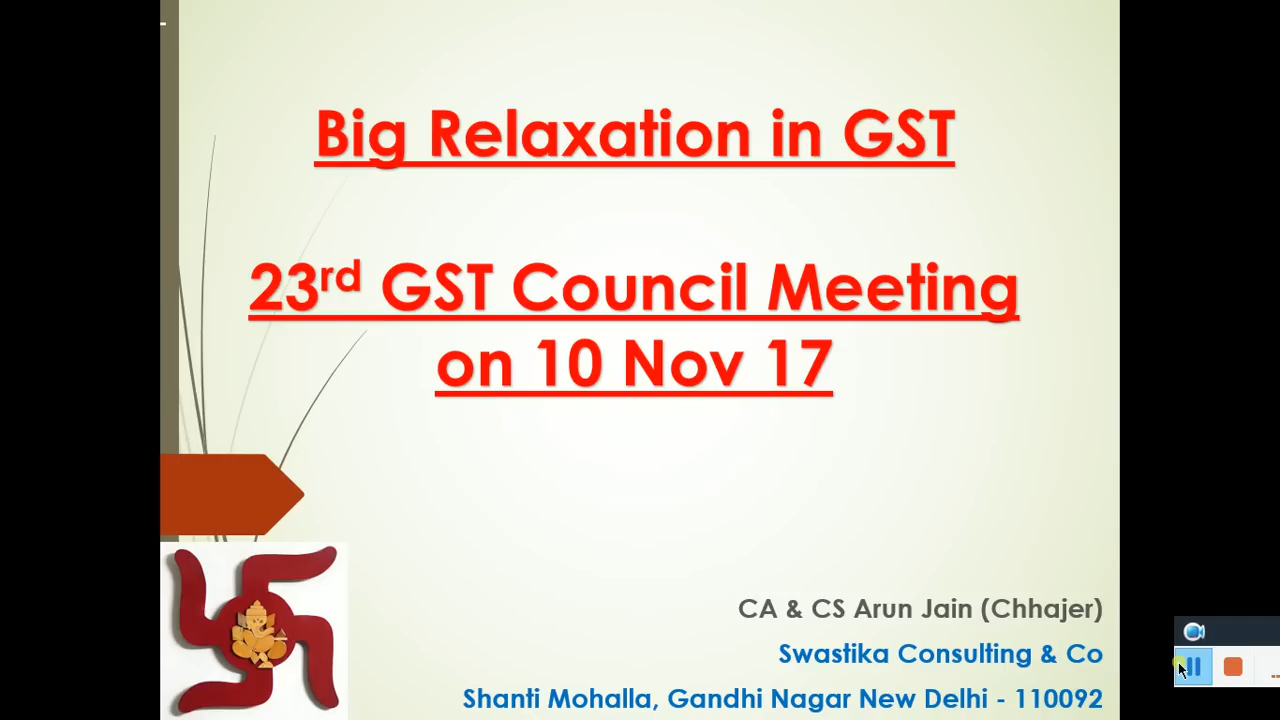 Big Relaxation in GST
23rd GST Council Meeting
on 10 Nov 17
CA & CS Arun Jain (Chhajer)
Swastika Consulting & Co
Shanti Mohalla, Gandhi Nagar New Delhi - 110092